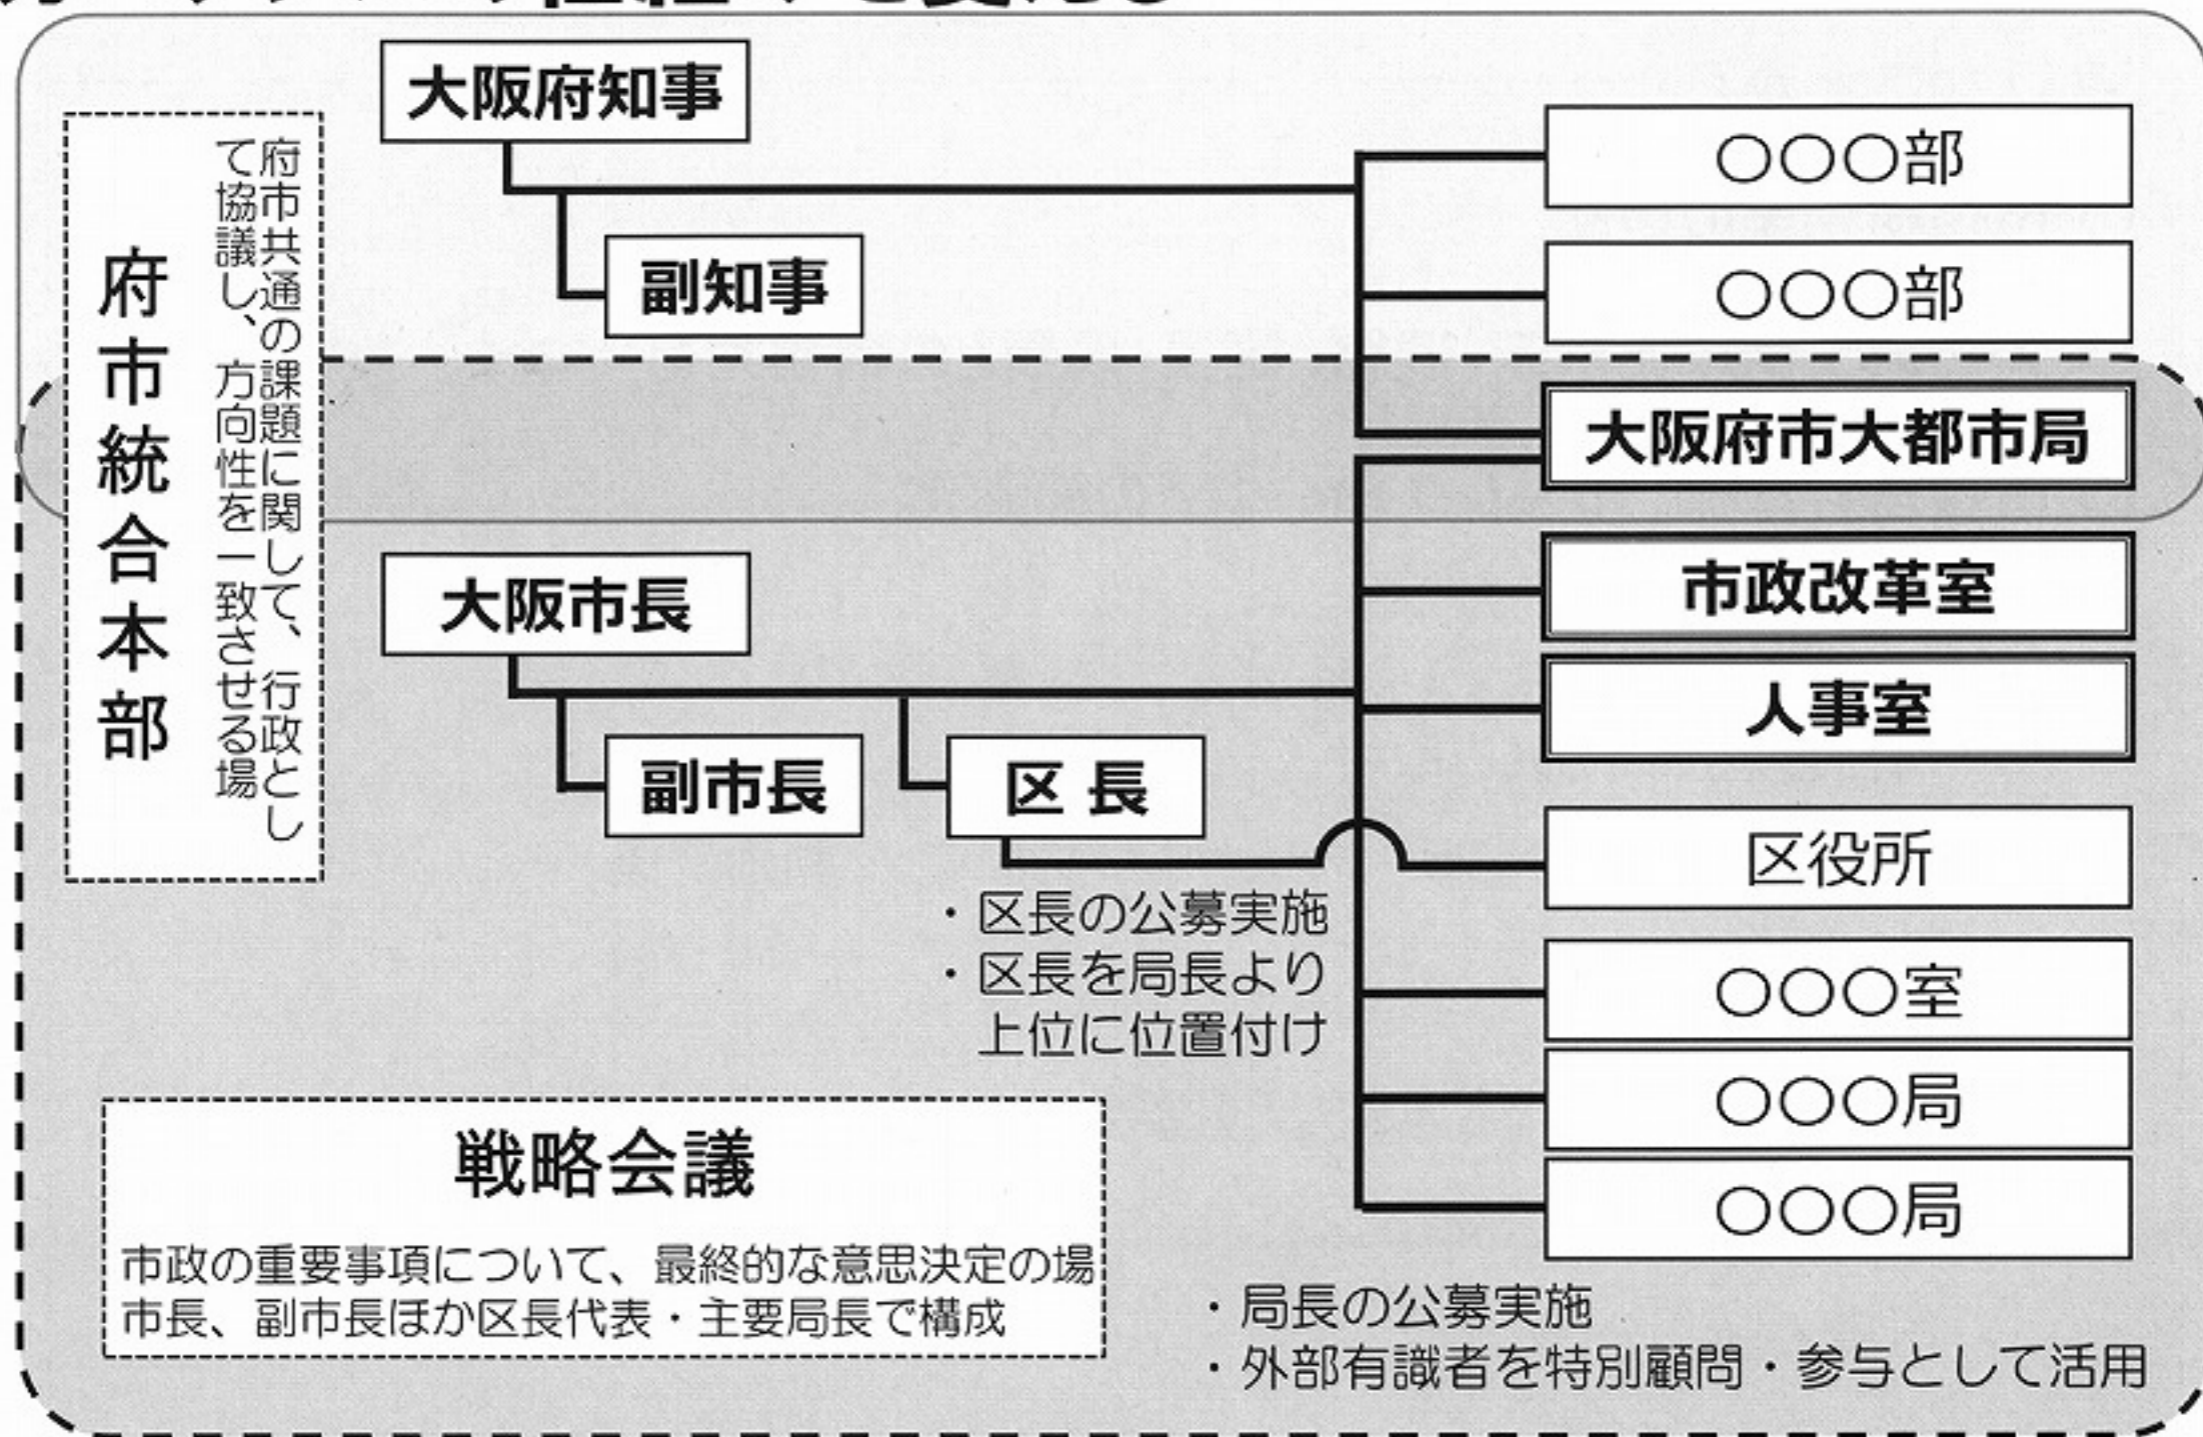 大阪府知事
副知事
〇〇〇部
〇〇〇部
府市統合本部
府市共通の課題に関して、行政とし
て協議し、方向性を一致させる場
大阪府市大都市局
大阪市長
副市長
区 長
市政改革室
人事室
区役所
・区長の公募実施
・区長を局長より
上位に位置付け
〇〇〇室
〇〇〇局
〇〇〇局
戦略会議
市政の重要事項について、最終的な意思決定の場
市長、副市長ほか区長代表・主要局長で構成
・局長の公募実施
・外部有識者を特別顧問・参与として活用